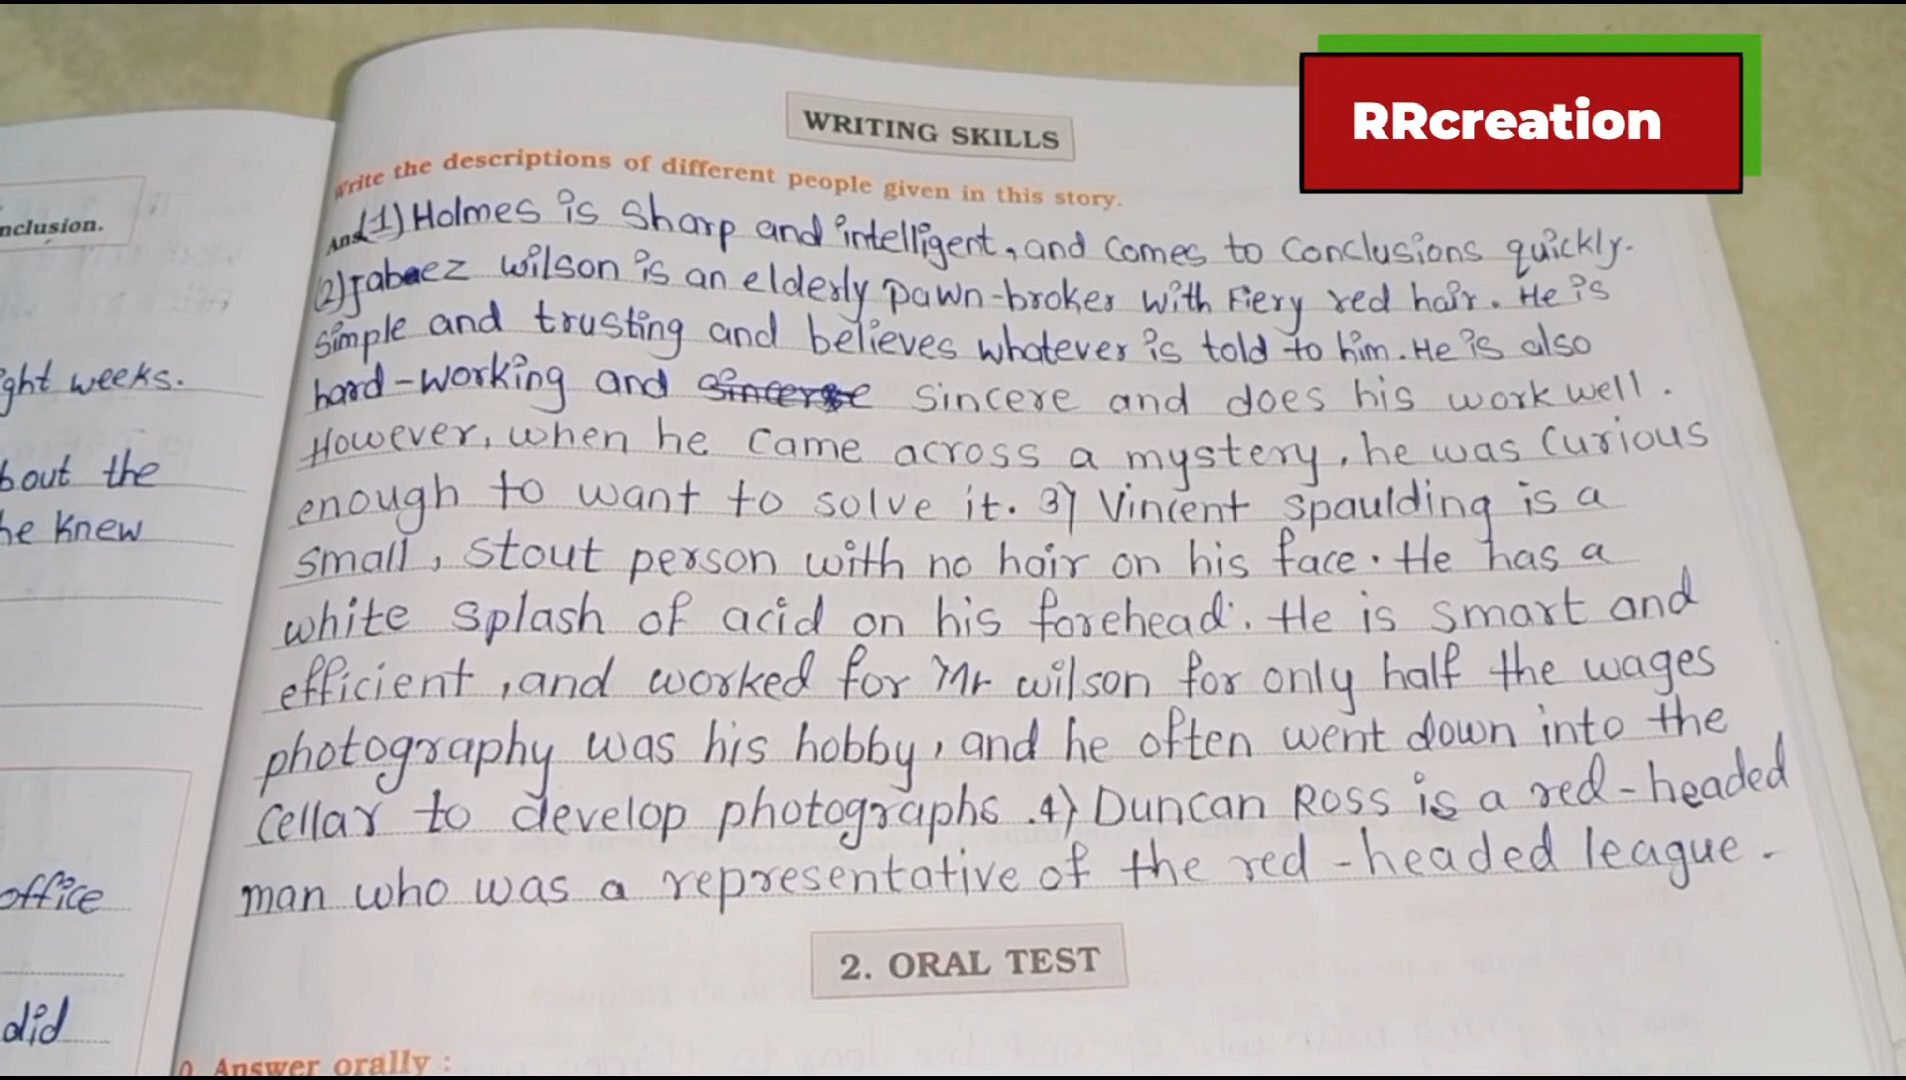 RRcreation
WRITING SKILLS
Write the descriptions of different people given in this story.
Ans(1) Holmes is sharp and intelligent, and comes to conclusions quickly.
(2) Jabaez wilson is an elderly pawn-broker with Fiery red hair. He is
simple and trusting and believes whatever is told to him. He is also
hard-working and sincere and does his work well.
However, when he came across a mystery, he was curious
enough to want to solve it. 3) Vincent Spaulding is a
small, stout person with no hair on his face. He has a
white splash of acid on his forehead. He is smart and
efficient, and worked for Mr wilson for only half the wages
photography was his hobby, and he often went down into the
cellar to develop photographs. 4) Duncan Ross is a red-headed
man who was a representative of the red-headed league.
2. ORAL TEST
Answer orally :
nclusion.
ght weeks.
bout the
he knew
office
did